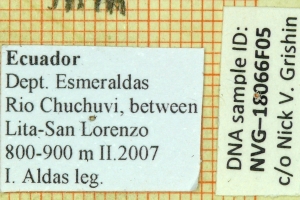 Ecuador
Dept. Esmeraldas
Rio Chuchuvi, between
Lita-San Lorenzo
800-900 m II.2007
I. Aldas leg.
DNA sample ID:
NVG-18066F05
c/o Nick V. Grishin